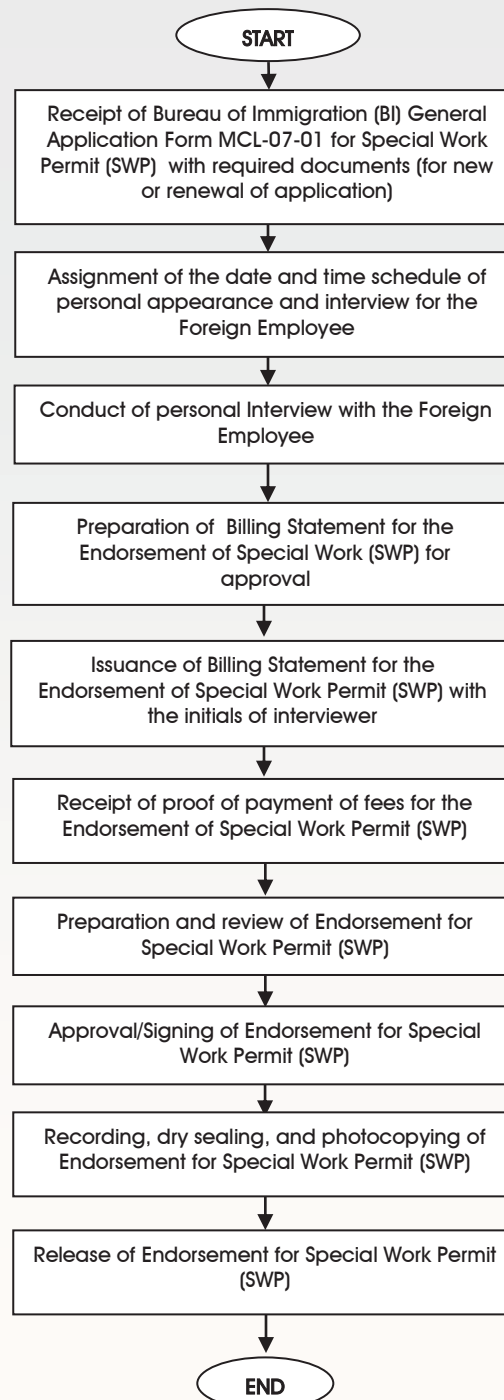 START
Receipt of Bureau of Immigration (BI) General
Application Form MCL-07-01 for Special Work
Permit (SWP) with required documents (for new
or renewal of application)
Assignment of the date and time schedule of
personal appearance and interview for the
Foreign Employee
Conduct of personal Interview with the Foreign
Employee
Preparation of Billing Statement for the
Endorsement of Special Work (SWP) for
approval
Issuance of Billing Statement for the
Endorsement of Special Work Permit (SWP) with
the initials of interviewer
Receipt of proof of payment of fees for the
Endorsement of Special Work Permit (SWP)
Preparation and review of Endorsement for
Special Work Permit (SWP)
Approval/Signing of Endorsement for Special
Work Permit (SWP)
Recording, dry sealing, and photocopying of
Endorsement for Special Work Permit (SWP)
Release of Endorsement for Special Work Permit
(SWP)
END